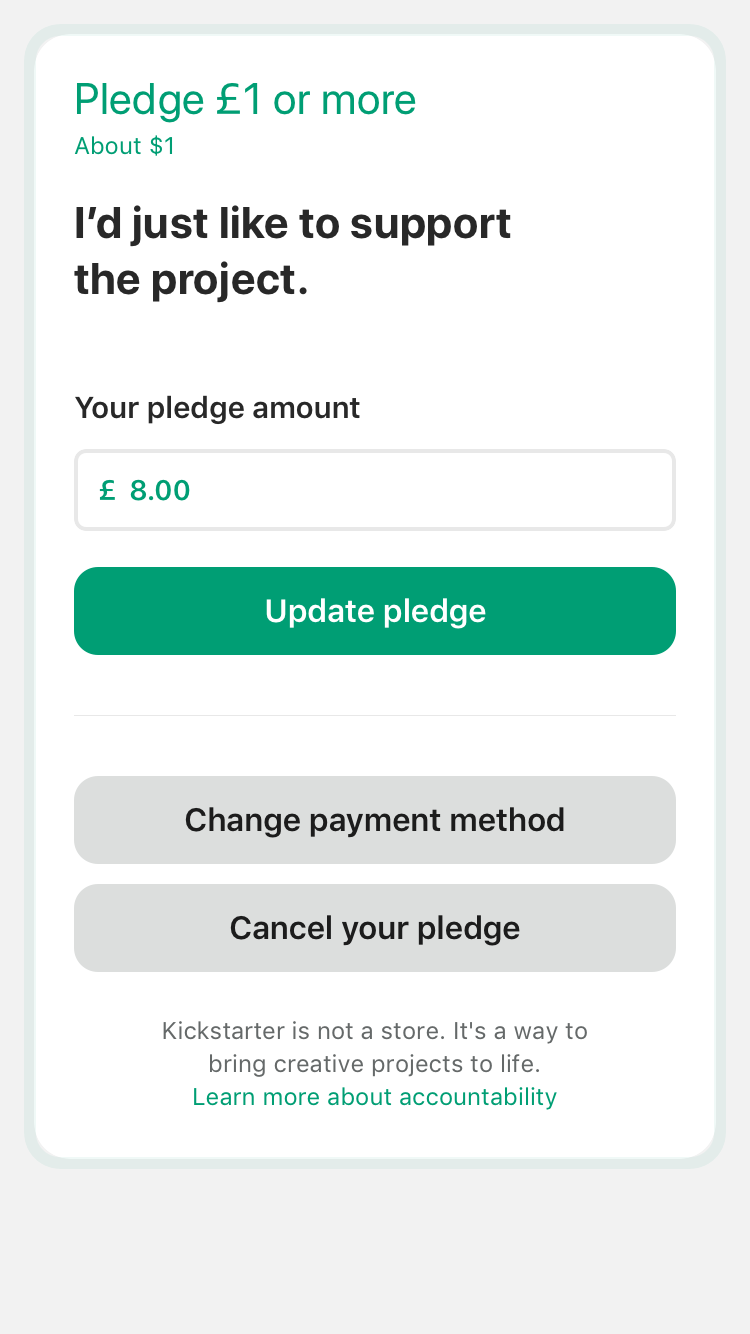 Pledge £1 or more
About $1
I’d just like to support
the project.
Your pledge amount
£ 8.00
Update pledge
Change payment method
Cancel your pledge
Kickstarter is not a store. It's a way to
bring creative projects to life.
Learn more about accountability